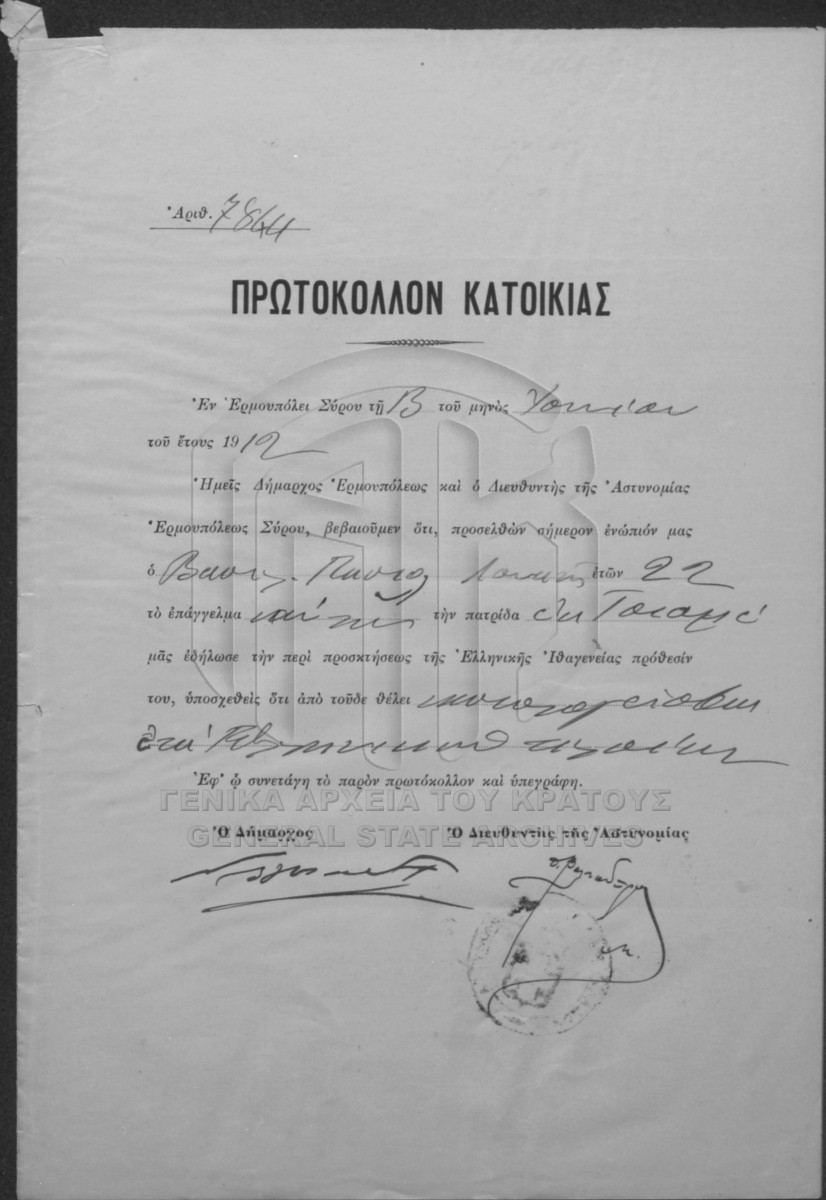 Ἀριθ. 7844
ΠΡΩΤΟΚΟΛΛΟΝ ΚΑΤΟΙΚΙΑΣ
Ἐν Ἑρμουπόλει Σύρου τῇ 13 τοῦ μηνὸς
τοῦ ἔτους 1912
Ἡμεῖς Δήμαρχος Ἑρμουπόλεως καὶ ὁ Διευθυντὴς τῆς Ἀστυνομίας
Ἑρμουπόλεως Σύρου, βεβαιοῦμεν ὅτι, προσελθὼν σήμερον ἐνώπιόν μας
ὁ ἐτῶν 22
τὸ ἐπάγγελμα ναύτης τὴν πατρίδα
μᾶς ἐδήλωσε τὴν περὶ προσκτήσεως τῆς Ἑλληνικῆς Ἰθαγενείας πρόθεσίν
του, ὑποσχεθεὶς ὅτι ἀπὸ τοῦδε θέλει
Ἐφ' ᾧ συνετάγη τὸ παρὸν πρωτόκολλον καὶ ὑπεγράφη.
ΓΕΝΙΚΑ ΑΡΧΕΙΑ ΤΟΥ ΚΡΑΤΟΥΣ
Ὁ Δήμαρχος Ὁ Διευθυντὴς τῆς Ἀστυνομίας
GENERAL STATE ARCHIVES